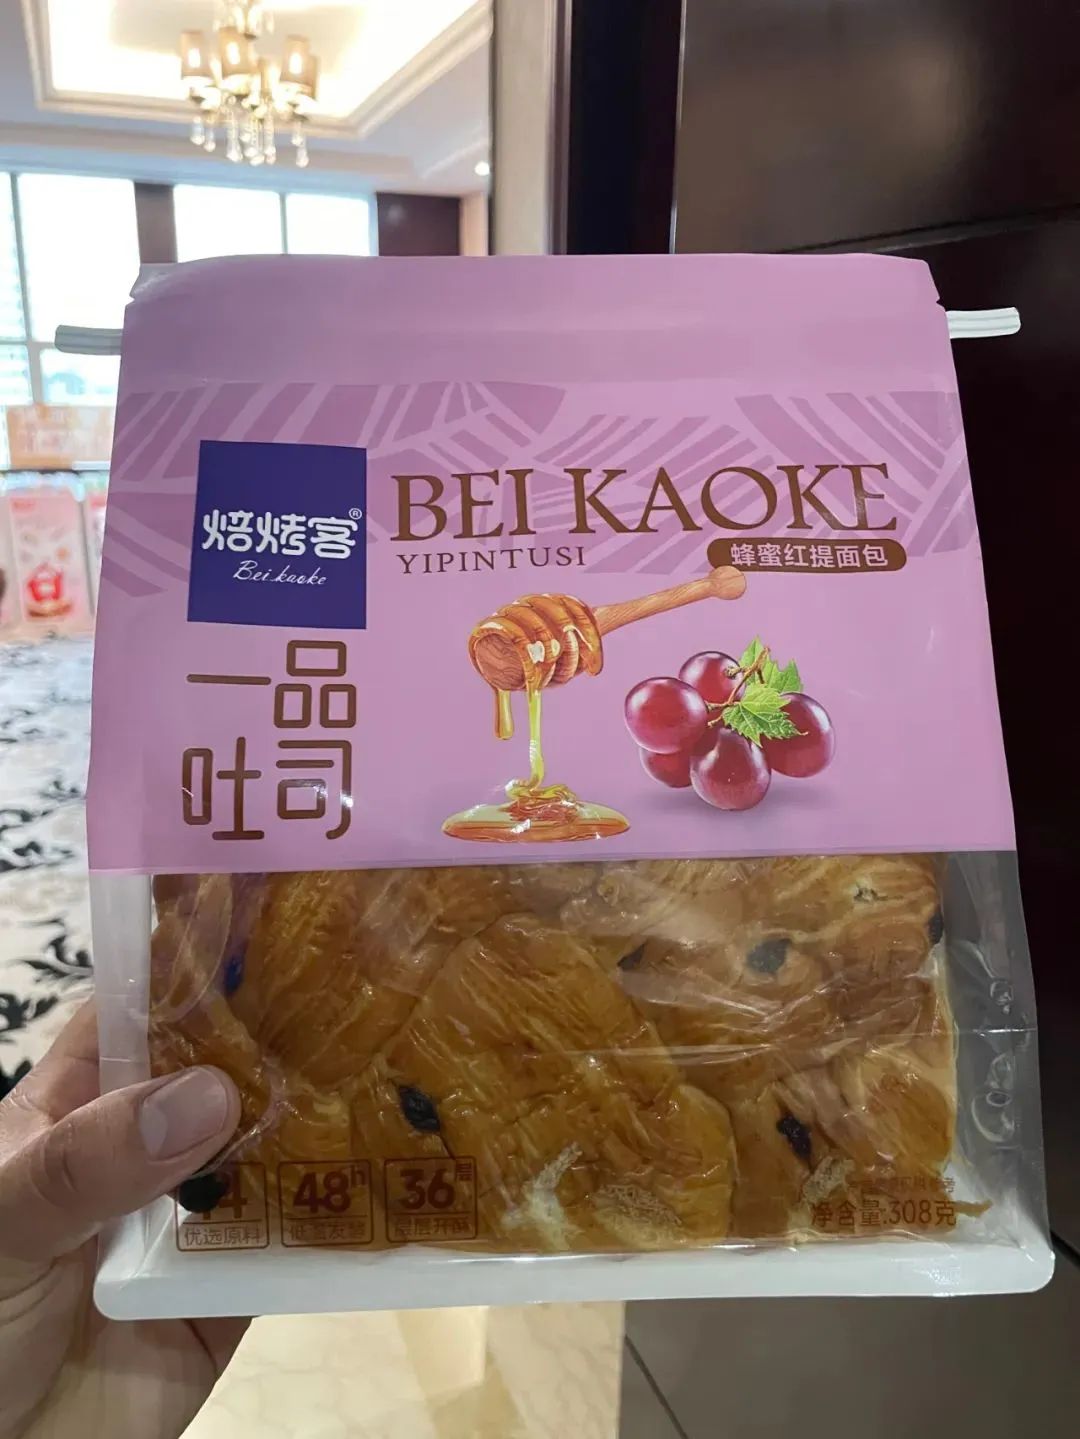 焙烤客®
Bei kaoke
BEI KAOKE
YIPINTUSI
蜂蜜红提面包
一品
吐司
48h
低温发酵
36层
层层开酥
优选原料
净含量:308克